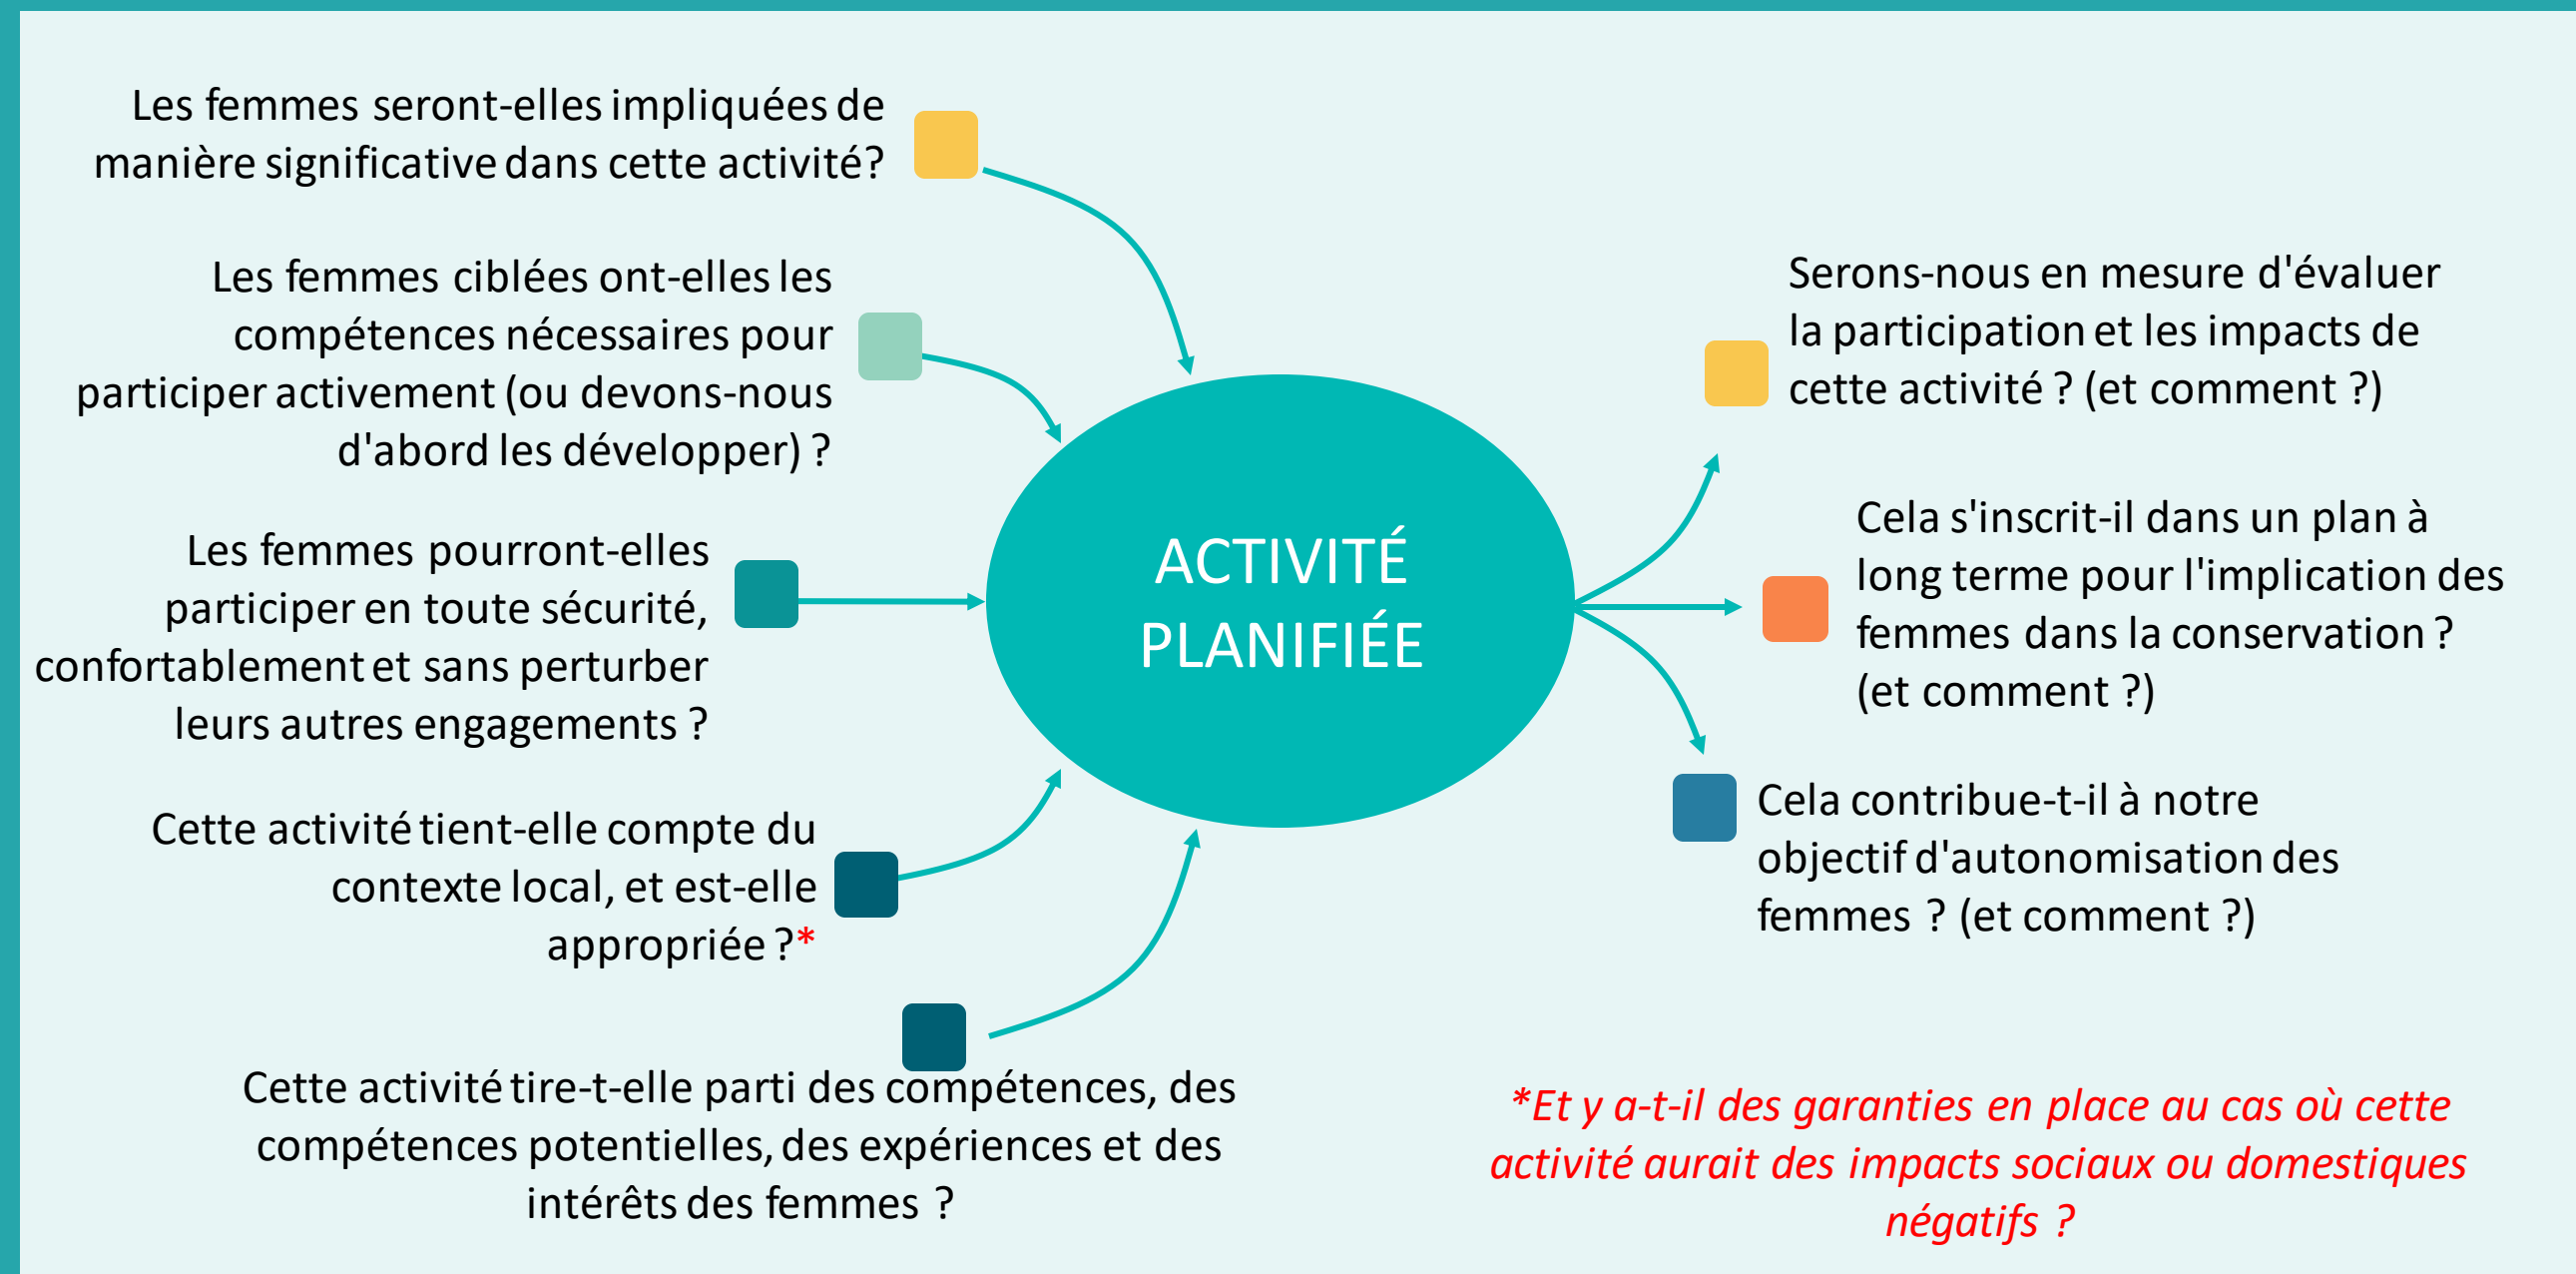 Les femmes seront-elles impliquées de
manière significative dans cette activité?
Les femmes ciblées ont-elles les
compétences nécessaires pour
participer activement (ou devons-nous
d'abord les développer) ?
Les femmes pourront-elles
participer en toute sécurité,
confortablement et sans perturber
leurs autres engagements ?
Cette activité tient-elle compte du
contexte local, et est-elle
appropriée ?*
Cette activité tire-t-elle parti des compétences, des
compétences potentielles, des expériences et des
intérêts des femmes ?
ACTIVITÉ
PLANIFIÉE
Serons-nous en mesure d'évaluer
la participation et les impacts de
cette activité ? (et comment ?)
Cela s'inscrit-il dans un plan à
long terme pour l'implication des
femmes dans la conservation ?
(et comment ?)
Cela contribue-t-il à notre
objectif d'autonomisation des
femmes ? (et comment ?)
*Et y a-t-il des garanties en place au cas où cette
activité aurait des impacts sociaux ou domestiques
négatifs ?